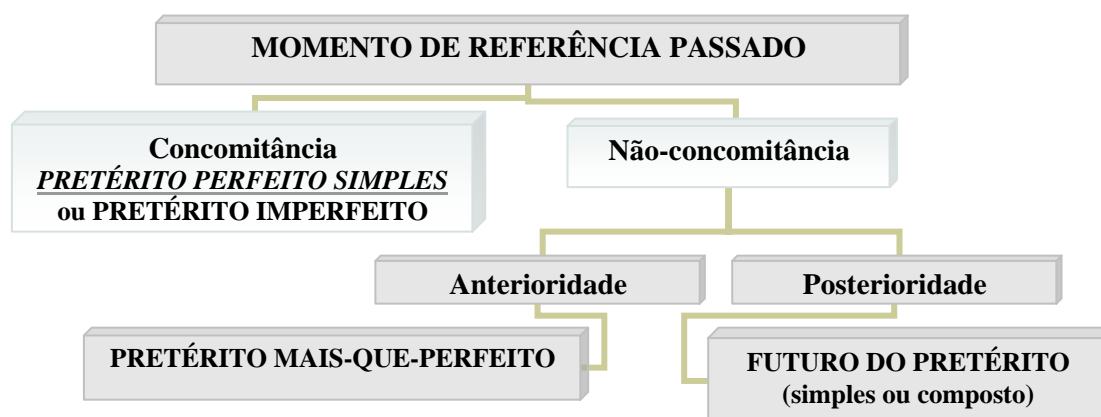 MOMENTO DE REFERÊNCIA PASSADO
Concomitância
PRETÉRITO PERFEITO SIMPLES
ou PRETÉRITO IMPERFEITO
Não-concomitância
Anterioridade
Posterioridade
PRETÉRITO MAIS-QUE-PERFEITO
FUTURO DO PRETÉRITO
(simples ou composto)